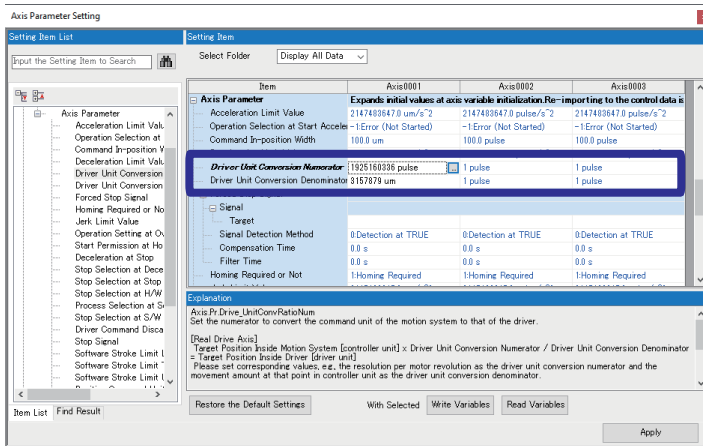 Axis Parameter Setting
Setting Item List
Setting Item
Input the Setting Item to Search
Select Folder
Display All Data
Axis Parameter
Acceleration Limit Valu
Operation Selection at
Command In-position W
Deceleration Limit Valu
Driver Unit Conversion
Driver Unit Conversion
Forced Stop Signal
Homing Required or No
Jerk Limit Value
Operation Setting at Ov
Start Permission at Ho
Deceleration at Stop
Stop Selection at Dece
Stop Selection at Stop
Stop Selection at H/W
Process Selection at Se
Stop Selection at S/W
Driver Command Disca
Stop Signal
Software Stroke Limit L
Software Stroke Limit
Software Stroke Limit U
Item List Find Result
Item Axis0001 Axis0002 Axis0003
Axis Parameter Expands initial values at axis variable initialization.Re-importing to the control data is
Acceleration Limit Value 2147483647.0 um/s^2 2147483647.0 pulse/s^2 2147483647.0 pulse/s^2
Operation Selection at Start Acceler -1:Error (Not Started) -1:Error (Not Started) -1:Error (Not Started)
Command In-position Width 100.0 um 100.0 pulse 100.0 pulse
Driver Unit Conversion Numerator 1925160336 pulse ... 1 pulse 1 pulse
Driver Unit Conversion Denominator 3157879 um 1 pulse 1 pulse
Signal
Target
Signal Detection Method 0:Detection at TRUE 0:Detection at TRUE 0:Detection at TRUE
Compensation Time 0.0 s 0.0 s 0.0 s
Filter Time 0.0 s 0.0 s 0.0 s
Homing Required or Not 1:Homing Required 1:Homing Required 1:Homing Required
Explanation
Axis.Pr.Drive_UnitConvRatioNum
Set the numerator to convert the command unit of the motion system to that of the driver.
[Real Drive Axis]
Target Position Inside Motion System [controller unit] x Driver Unit Conversion Numerator / Driver Unit Conversion Denominator
= Target Position Inside Driver [driver unit]
Please set corresponding values, e.g., the resolution per motor revolution as the driver unit conversion numerator and the
movement amount at that point in controller unit as the driver unit conversion denominator.
Restore the Default Settings
With Selected
Write Variables
Read Variables
Apply